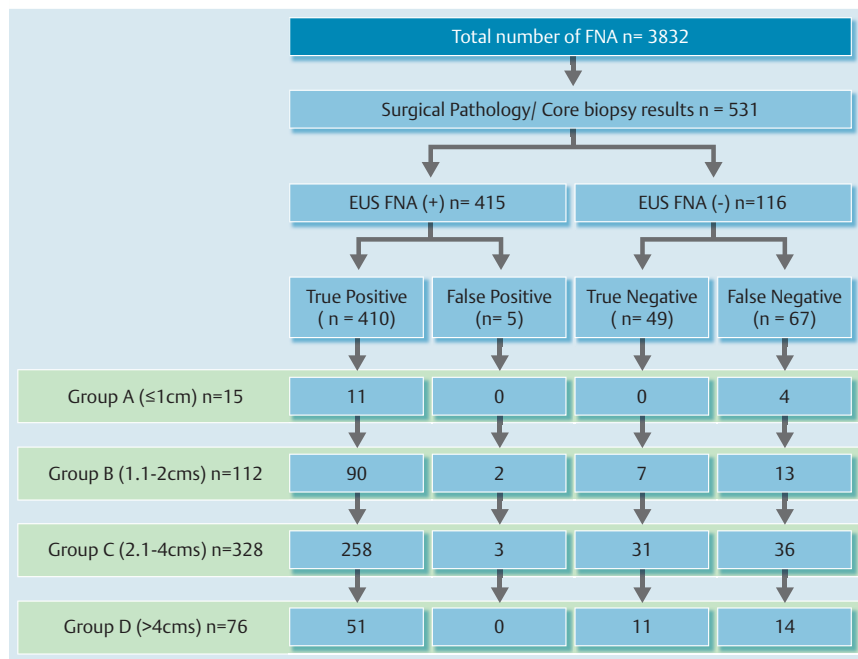 Total number of FNA n= 3832
Surgical Pathology/ Core biopsy results n = 531
EUS FNA (+) n= 415
EUS FNA (-) n=116
True Positive
( n = 410)
False Positive
(n= 5)
True Negative
( n= 49)
False Negative
(n = 67)
Group A (≤1cm) n=15
11
0
0
4
Group B (1.1-2cms) n=112
90
2
7
13
Group C (2.1-4cms) n=328
258
3
31
36
Group D (>4cms) n=76
51
0
11
14